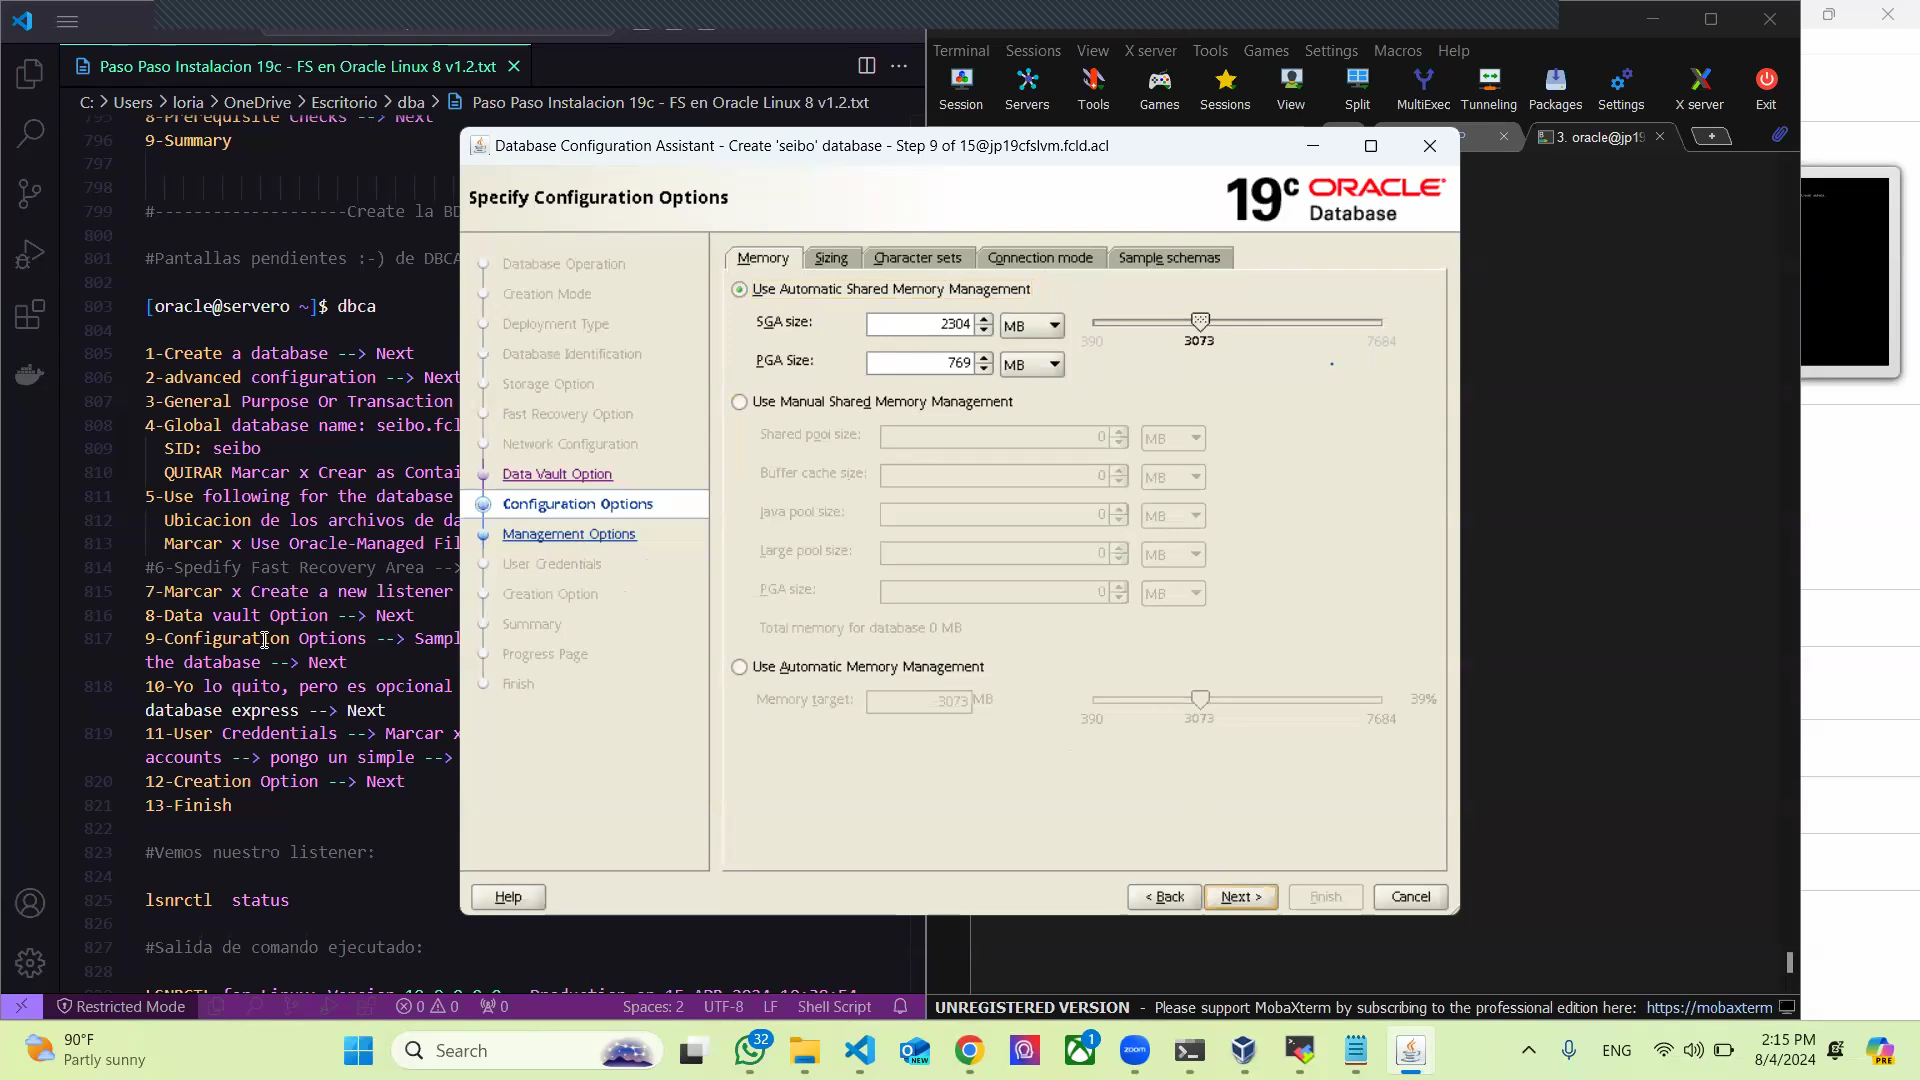 Paso Paso Instalacion 19c - FS en Oracle Linux 8 v1.2.txt
C: > Users > loria > OneDrive > Escritorio > dba > Paso Paso Instalacion 19c - FS en Oracle Linux 8 v1.2.txt
795 8-Prerequisite Checks --> Next
796 9-Summary
797
798
799 #--------------------Create la BD
800
801 #Pantallas pendientes :-) de DBCA
802
803 [oracle@servero ~]$ dbca
804
805 1-Create a database --> Next
806 2-advanced configuration --> Next
807 3-General Purpose Or Transaction
808 4-Global database name: seibo.fcl
809 SID: seibo
810 QUIRAR Marcar x Crear as Contai
811 5-Use following for the database
812 Ubicacion de los archivos de da
813 Marcar x Use Oracle-Managed Fil
814 #6-Spedify Fast Recovery Area -->
815 7-Marcar x Create a new listener
816 8-Data vault Option --> Next
817 9-Configuration Options --> Sampl
the database --> Next
818 10-Yo lo quito, pero es opcional
database express --> Next
819 11-User Creddentials --> Marcar x
accounts --> pongo un simple -->
820 12-Creation Option --> Next
821 13-Finish
822
823 #Vemos nuestro listener:
824
825 lsnrctl status
826
827 #Salida de comando ejecutado:
828
Restricted Mode
0 0
0
Spaces: 2
UTF-8
LF
Shell Script
Database Configuration Assistant - Create 'seibo' database - Step 9 of 15@jp19cfslvm.fcld.acl
Specify Configuration Options
19c ORACLE
Database
Database Operation
Creation Mode
Deployment Type
Database Identification
Storage Option
Fast Recovery Option
Network Configuration
Data Vault Option
Configuration Options
Management Options
User Credentials
Creation Option
Summary
Progress Page
Finish
Memory
Sizing
Character sets
Connection mode
Sample schemas
Use Automatic Shared Memory Management
SGA size: 2304 MB
390 3073 7684
PGA Size: 769 MB
Use Manual Shared Memory Management
Shared pool size: 0 MB
Buffer cache size: 0 MB
Java pool size: 0 MB
Large pool size: 0 MB
PGA size: 0 MB
Total memory for database 0 MB
Use Automatic Memory Management
Memory target: 3073 MB
39%
390 3073 7684
Help
< Back
Next >
Finish
Cancel
Terminal Sessions View X server Tools Games Settings Macros Help
Session Servers Tools Games Sessions View Split MultiExec Tunneling Packages Settings X server Exit
3. oracle@jp19
UNREGISTERED VERSION - Please support MobaXterm by subscribing to the professional edition here: https://mobaxterm
90°F
Partly sunny
Search
32
NEW
1
zoom
ENG
2:15 PM
8/4/2024
PRE